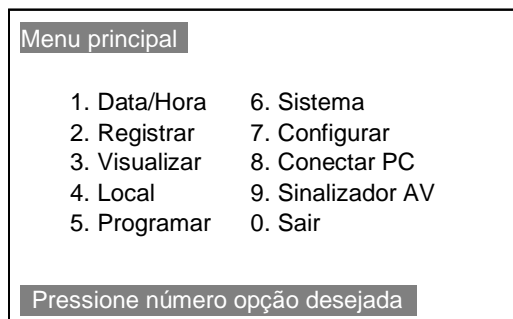 Menu principal
1. Data/Hora
2. Registrar
3. Visualizar
4. Local
5. Programar
6. Sistema
7. Configurar
8. Conectar PC
9. Sinalizador AV
0. Sair
Pressione número opção desejada